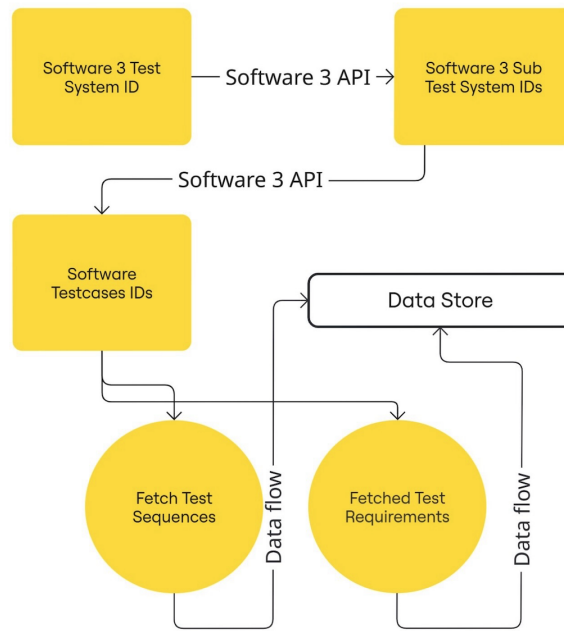 Software 3 Test
System ID
Software 3 API
Software 3 Sub
Test System IDs
Software 3 API
Software
Testcases IDs
Data Store
Fetch Test
Sequences
Data flow
Fetched Test
Requirements
Data flow